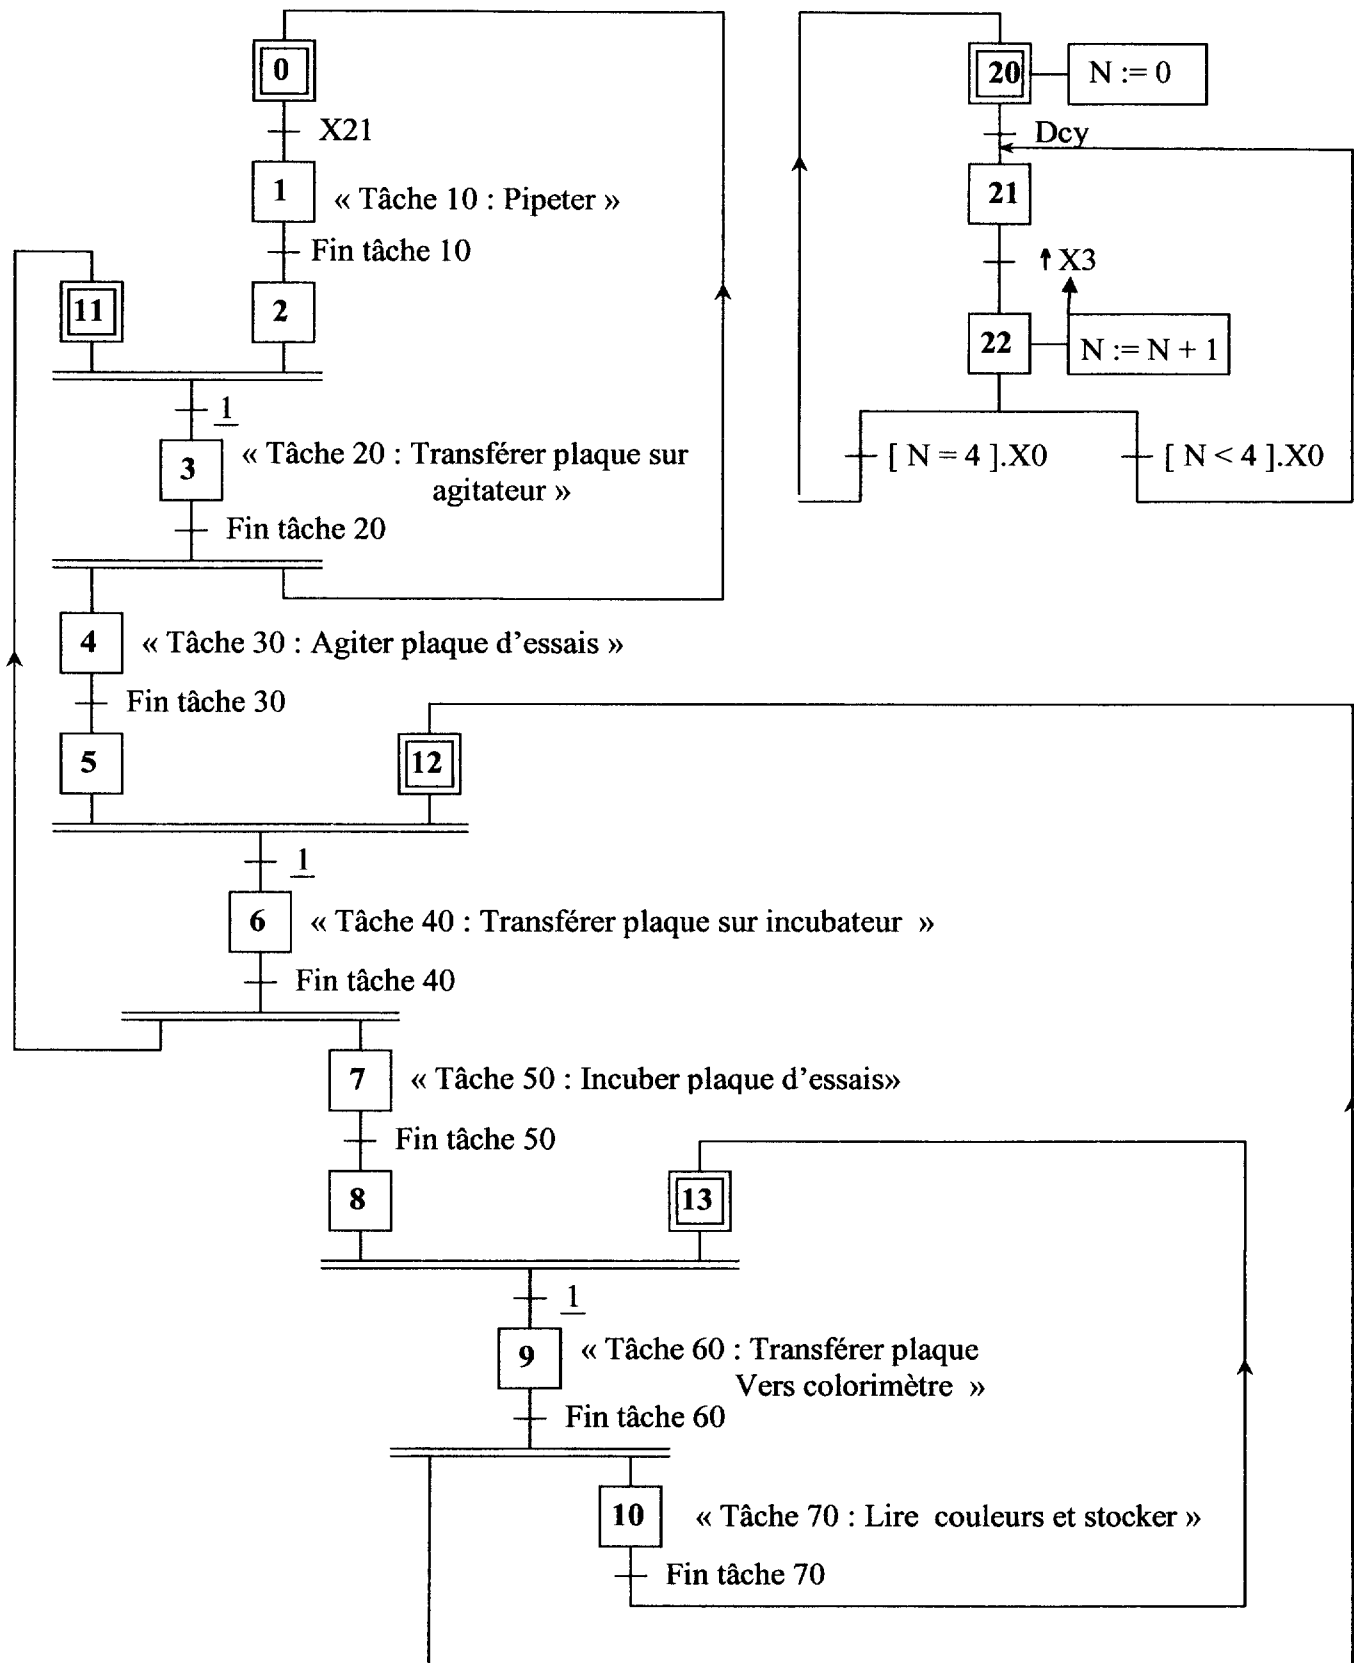 0
X21
1
« Tâche 10 : Pipeter »
Fin tâche 10
11
2
1
3
« Tâche 20 : Transférer plaque sur
agitateur »
Fin tâche 20
4
« Tâche 30 : Agiter plaque d'essais »
Fin tâche 30
5
12
1
6
« Tâche 40 : Transférer plaque sur incubateur »
Fin tâche 40
7
« Tâche 50 : Incuber plaque d'essais»
Fin tâche 50
8
13
1
9
« Tâche 60 : Transférer plaque
Vers colorimètre »
Fin tâche 60
10
« Tâche 70 : Lire couleurs et stocker »
Fin tâche 70
20
N := 0
Dcy
21
↑ X3
22
N := N + 1
[ N = 4 ].X0
[ N < 4 ].X0